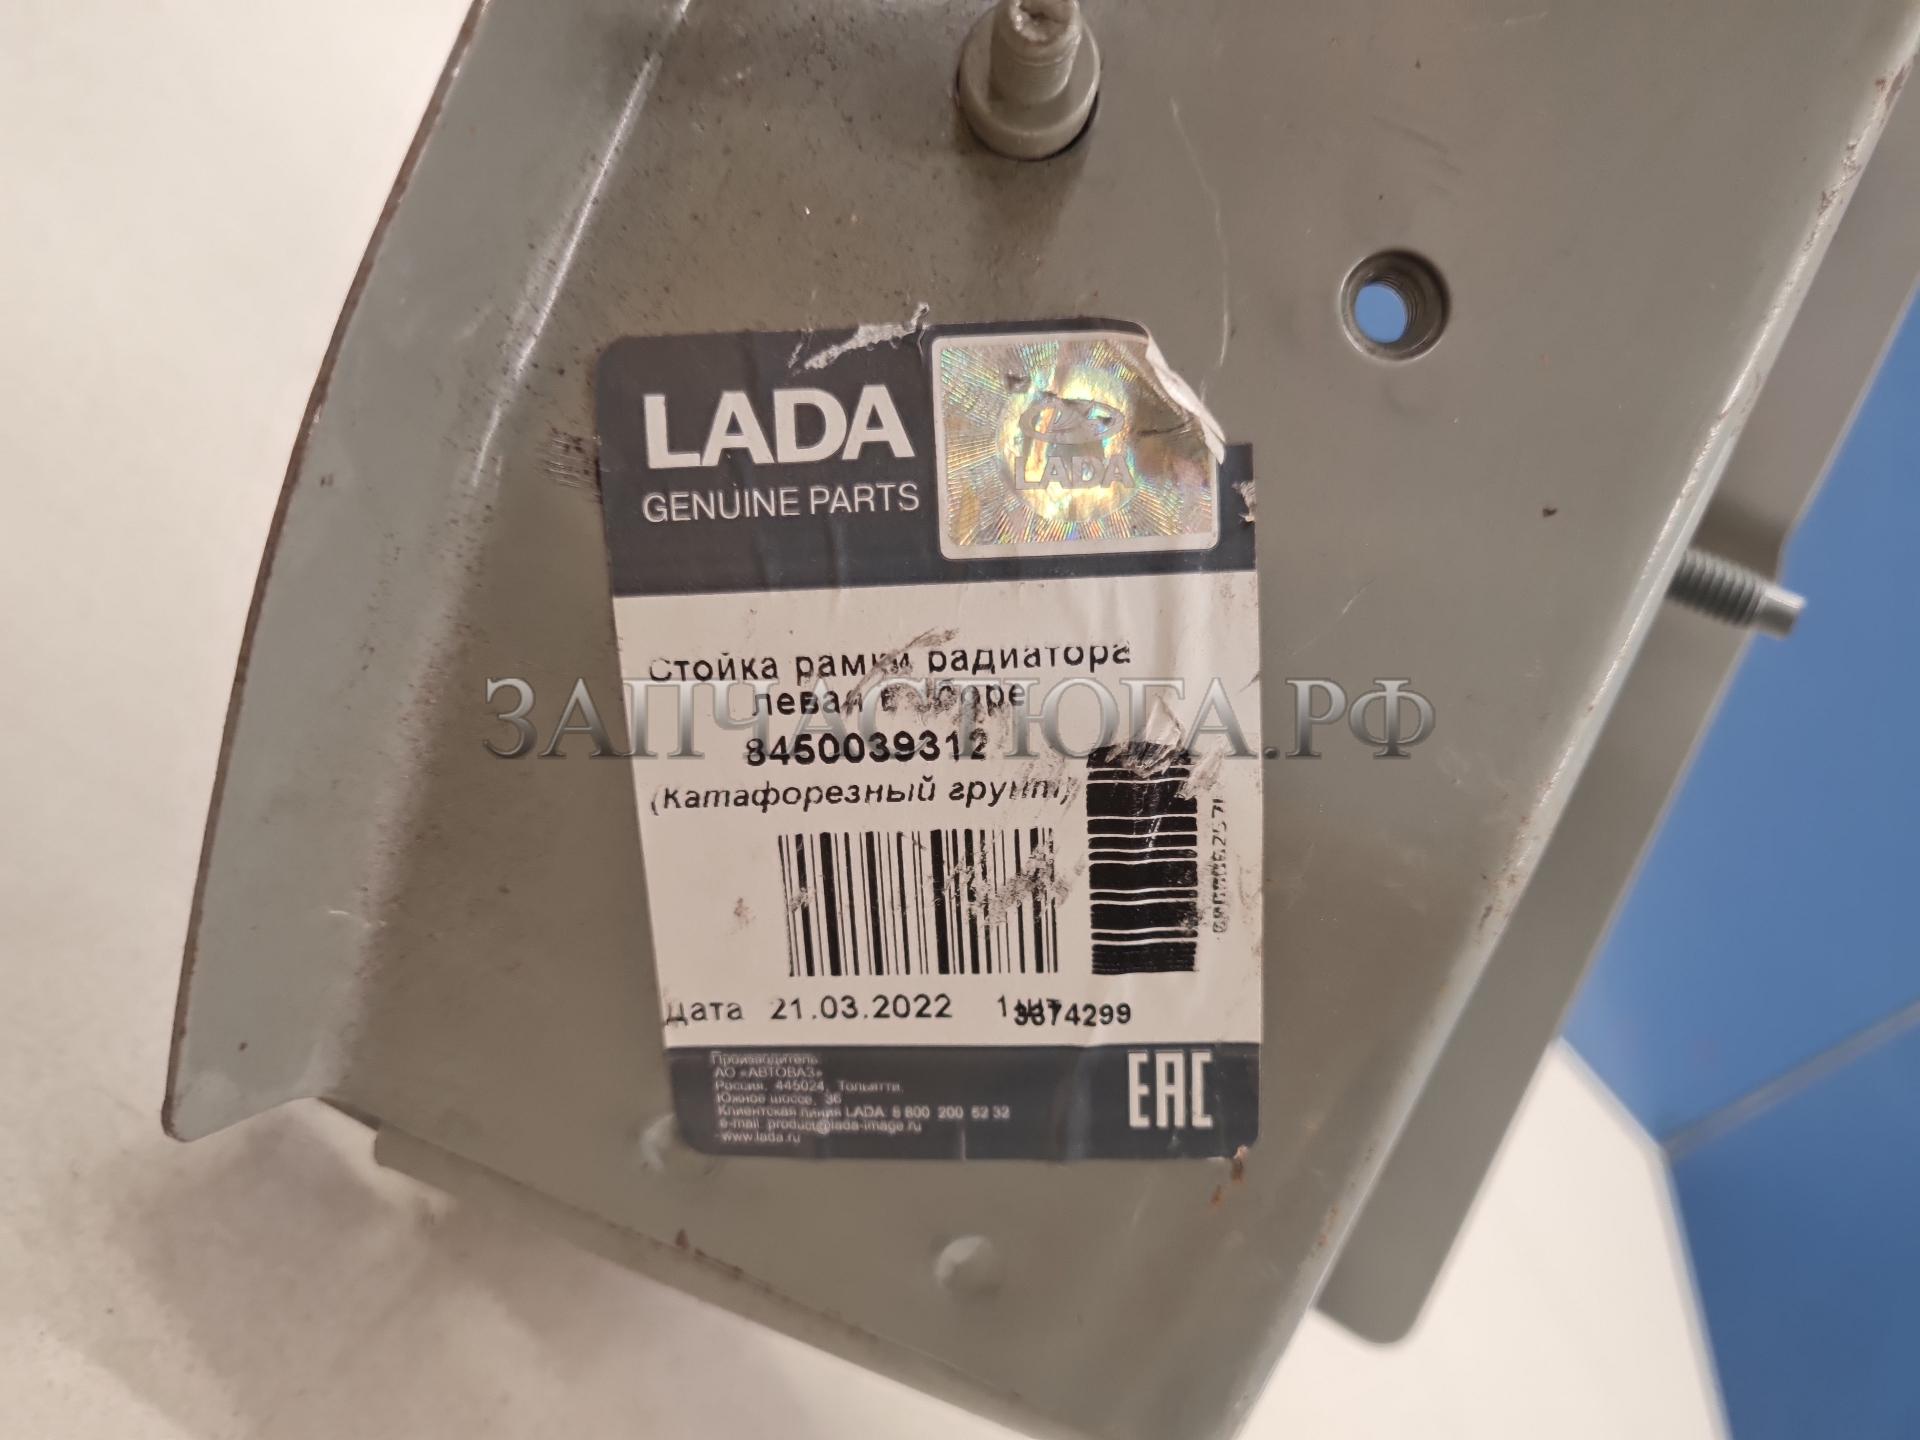 LADA
GENUINE PARTS
LADA
Стойка рамки радиатора
левая в сборе
ЗАПЧАСТЮГА.РФ
8450039312
(Катафорезный грунт)
Дата 21.03.2022 1 шт
3874299
Производитель
АО «АВТОВАЗ»
Россия, 445024, Тольятти,
Южное шоссе, 36
Клиентская линия LADA 8 800 200 52 32
e-mail product@lada-image.ru
www.lada.ru
EAC